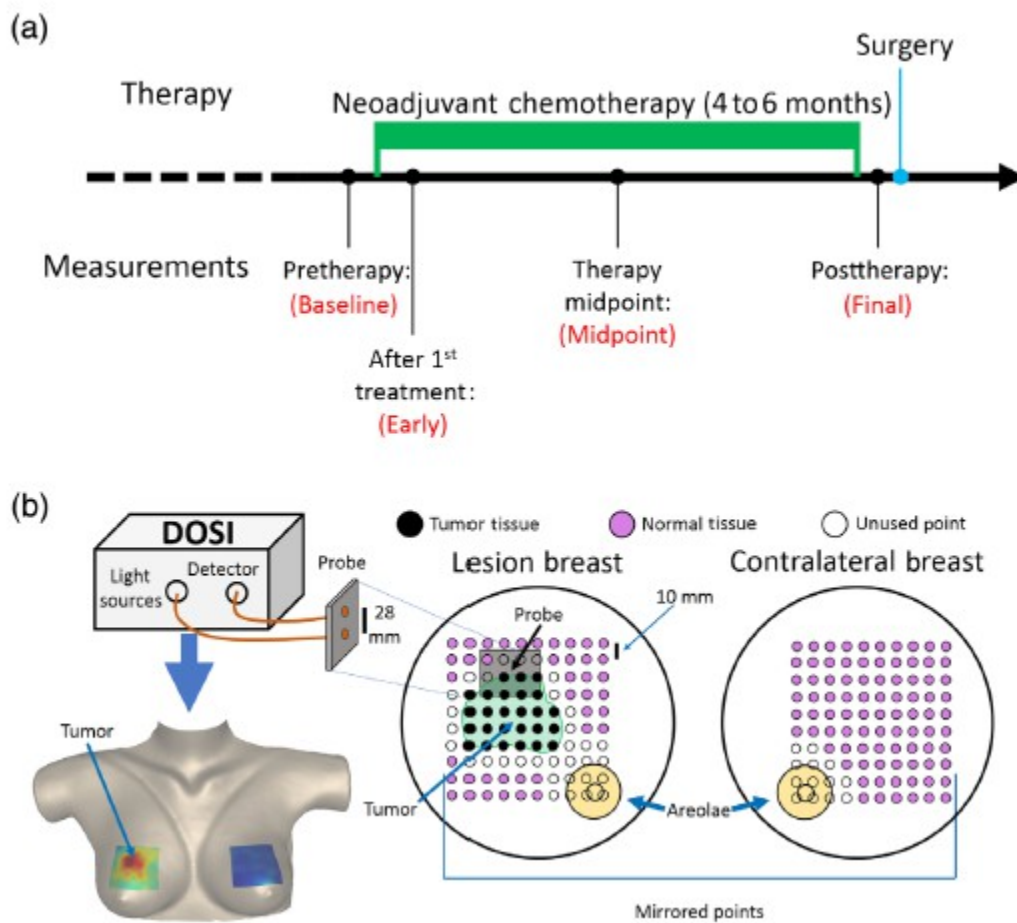 (a)
Surgery
Therapy
Neoadjuvant chemotherapy (4 to 6 months)
Measurements
Pretherapy:
(Baseline)
Therapy
midpoint:
(Midpoint)
Posttherapy:
(Final)
After 1st
treatment:
(Early)
(b)
DOSI
Light
sources
Detector
Probe
28
mm
Tumor tissue
Normal tissue
Unused point
Lesion breast
Contralateral breast
Probe
10 mm
Tumor
Tumor
Areolae
Mirrored points